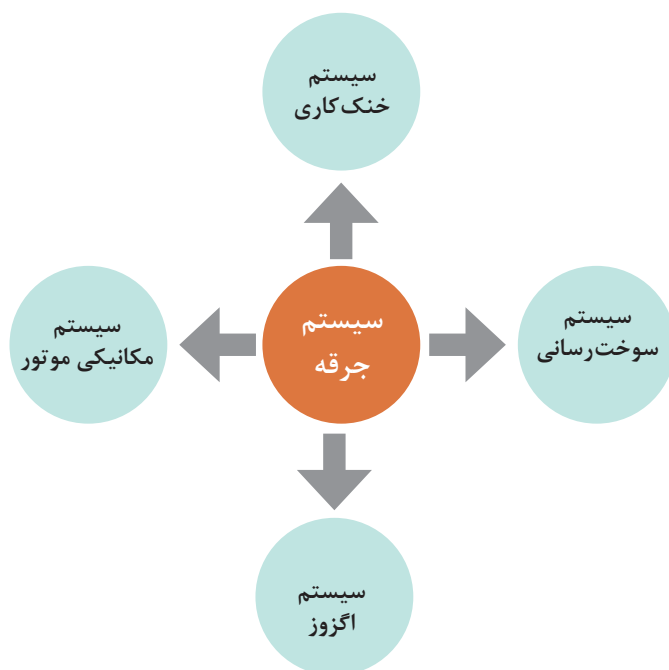 سیستم
خنک‌کاری
سیستم
سوخت‌رسانی
سیستم
جرقه
سیستم
مکانیکی موتور
سیستم
اگزوز